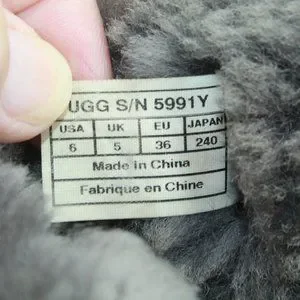 UGG S/N 5991Y
USA UK EU JAPAN
6 5 36 240
Made in China
Fabrique en Chine